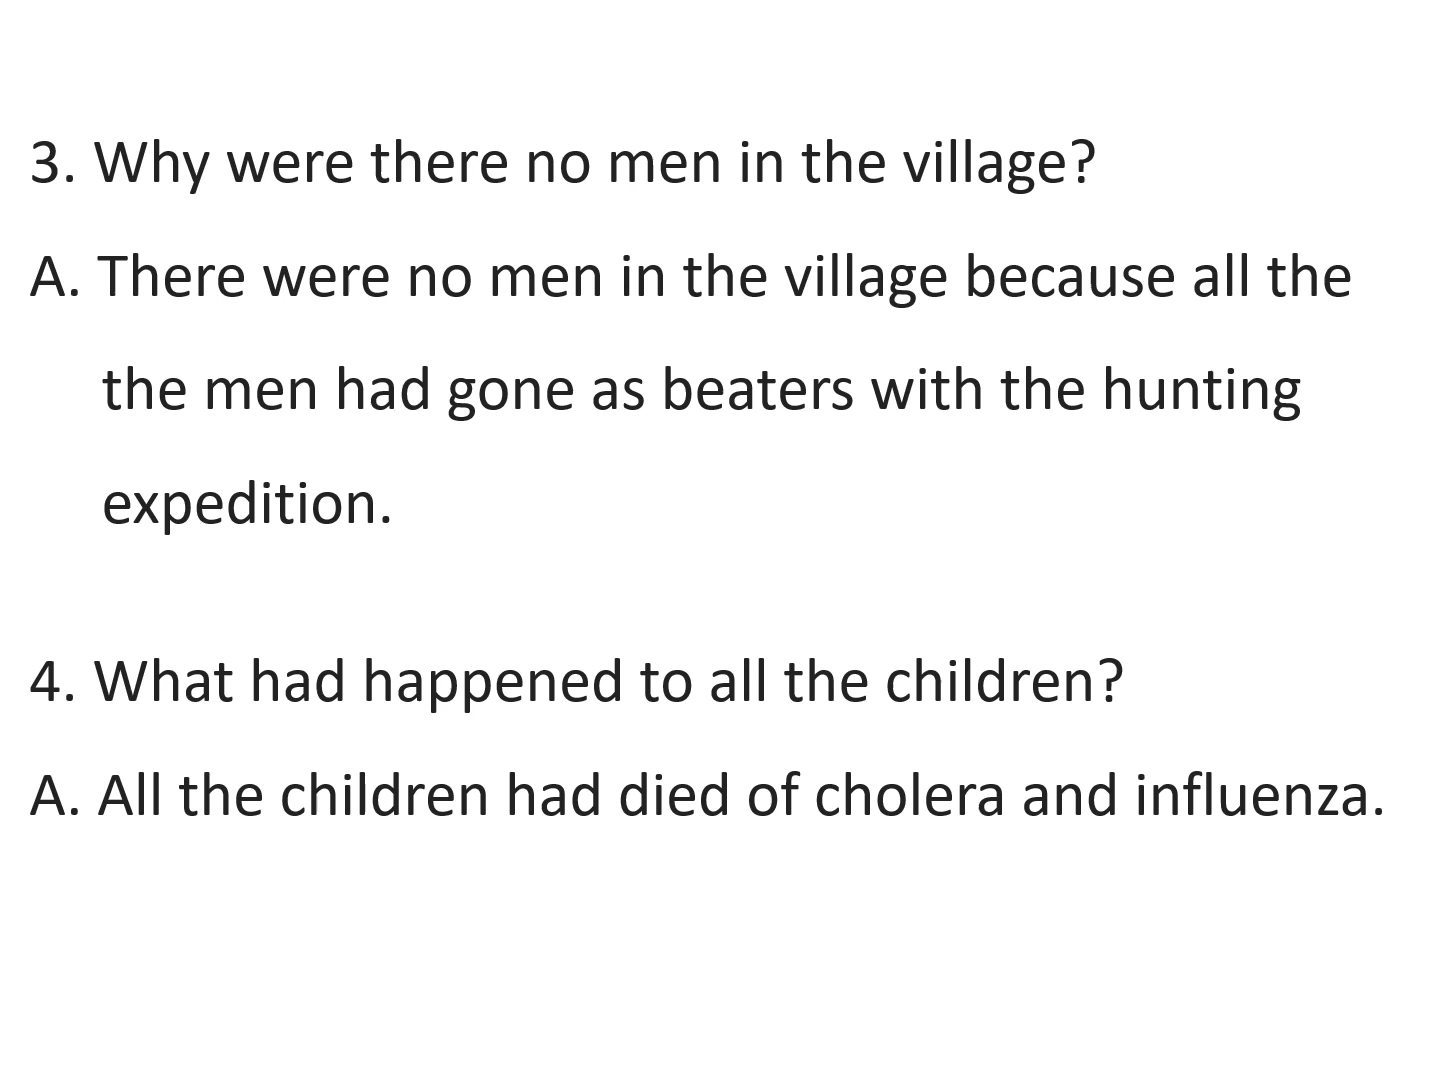 3. Why were there no men in the village?
A. There were no men in the village because all the
the men had gone as beaters with the hunting
expedition.
4. What had happened to all the children?
A. All the children had died of cholera and influenza.